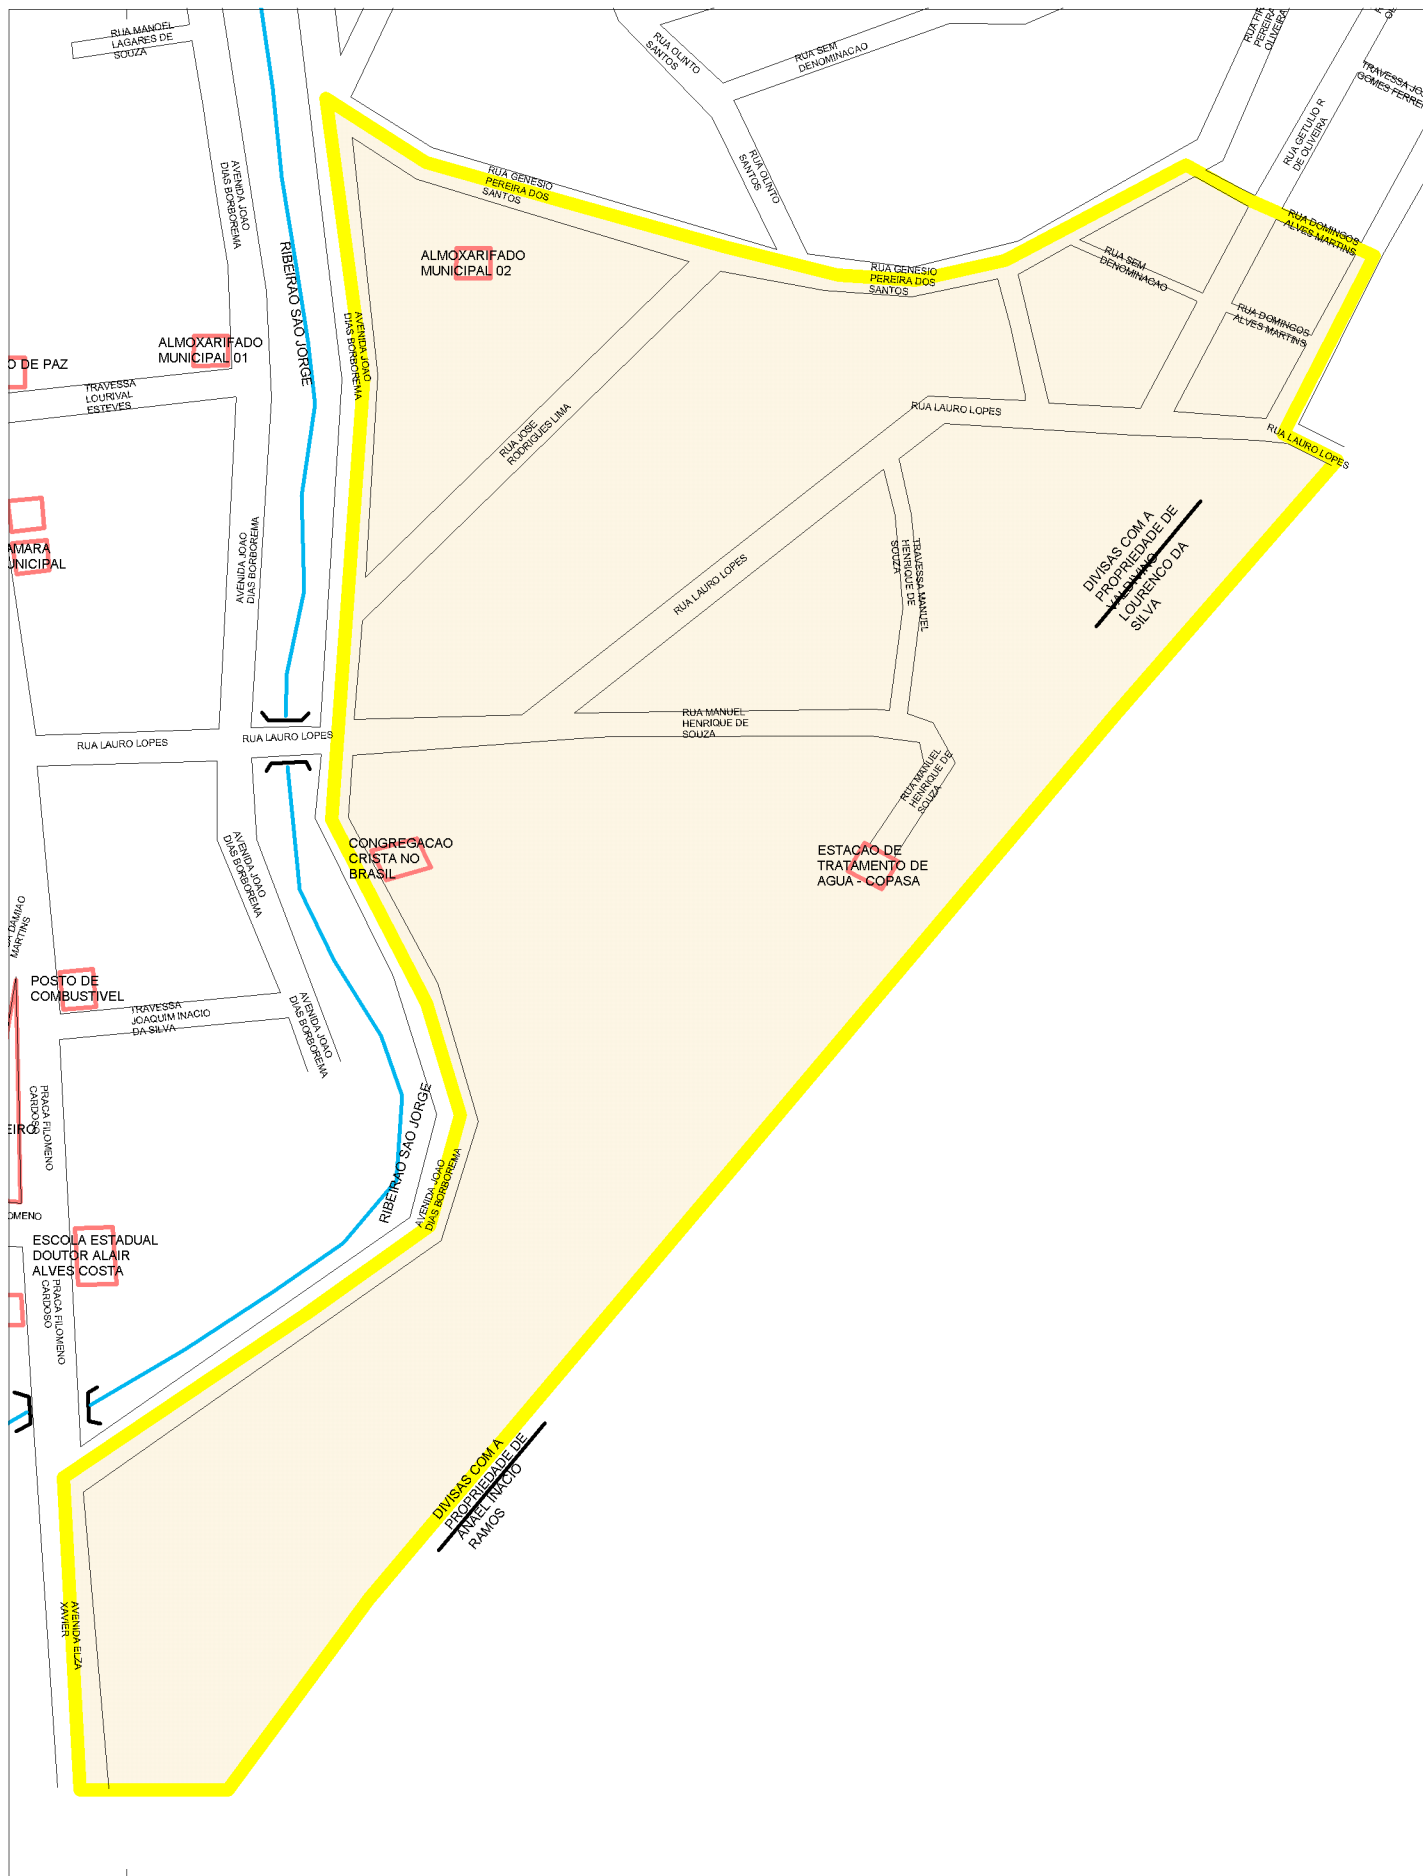 RUA MANOEL
LAGARES DE
SOUZA
RUA OLINTO
SANTOS
RUA SEM
DENOMINACAO
PEREIRA
OLIVEIRA
RUA GETULIO R
DE OLIVEIRA
AVENIDA JOAO
DIAS BORBOREMA
RIBEIRAO SAO JORGE
RUA GENESIO
PEREIRA DOS
SANTOS
RUA OLINTO
SANTOS
RUA DOMINGOS
ALVES MARTINS
ALMOXARIFADO
MUNICIPAL 02
RUA GENESIO
PEREIRA DOS
SANTOS
RUA SEM
DENOMINACAO
RUA DOMINGOS
ALVES MARTINS
ALMOXARIFADO
MUNICIPAL 01
AVENIDA JOAO
DIAS BORBOREMA
O DE PAZ
TRAVESSA
LOURIVAL
ESTEVES
RUA JOSE
RODRIGUES LIMA
RUA LAURO LOPES
RUA LAURO LOPES
AMARA
UNICIPAL
AVENIDA JOAO
DIAS BORBOREMA
RUA LAURO LOPES
TRAVESSA MANUEL
HENRIQUE DE
SOUZA
DIVISAS COM A
PROPRIEDADE DE
VALDIVINO
LOURENCO DA
SILVA
RUA LAURO LOPES
RUA LAURO LOPES
RUA MANUEL
HENRIQUE DE
SOUZA
RUA MANUEL
HENRIQUE DE
SOUZA
AVENIDA JOAO
DIAS BORBOREMA
CONGREGACAO
CRISTA NO
BRASIL
ESTACAO DE
TRATAMENTO DE
AGUA - COPASA
DAMIAO
MARTINS
POSTO DE
COMBUSTIVEL
TRAVESSA
JOAQUIM INACIO
DA SILVA
AVENIDA JOAO
DIAS BORBOREMA
PRACA FILOMENO
CARDOSO
EIRO
RIBEIRAO SAO JORGE
AVENIDA JOAO
DIAS BORBOREMA
OMENO
ESCOLA ESTADUAL
DOUTOR ALAIR
ALVES COSTA
PRACA FILOMENO
CARDOSO
DIVISAS COM A
PROPRIEDADE DE
ANAEL INACIO
RAMOS
AVENIDA ELZA
XAVIER